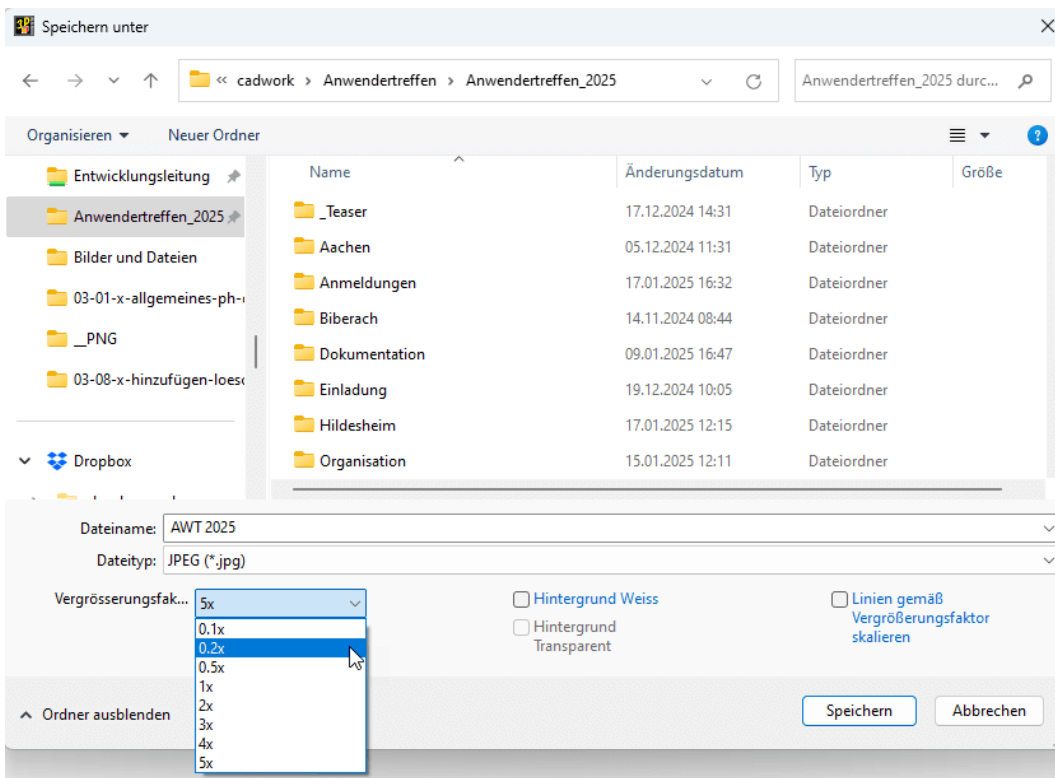 Speichern unter
« cadwork > Anwendertreffen > Anwendertreffen_2025
Anwendertreffen_2025 durc...
Organisieren
Neuer Ordner
Entwicklungsleitung
Anwendertreffen_2025
Bilder und Dateien
03-01-x-allgemeines-ph-
__PNG
03-08-x-hinzufügen-loesc
Dropbox
Name Änderungsdatum Typ Größe
_Teaser 17.12.2024 14:31 Dateiordner
Aachen 05.12.2024 11:31 Dateiordner
Anmeldungen 17.01.2025 16:32 Dateiordner
Biberach 14.11.2024 08:44 Dateiordner
Dokumentation 09.01.2025 16:47 Dateiordner
Einladung 19.12.2024 10:05 Dateiordner
Hildesheim 17.01.2025 12:15 Dateiordner
Organisation 15.01.2025 12:11 Dateiordner
Dateiname: AWT 2025
Dateityp: JPEG (*.jpg)
Vergrösserungsfak... 5x
0.1x
0.2x
0.5x
1x
2x
3x
4x
5x
Hintergrund Weiss
Hintergrund
Transparent
Linien gemäß
Vergrößerungsfaktor
skalieren
Ordner ausblenden
Speichern
Abbrechen